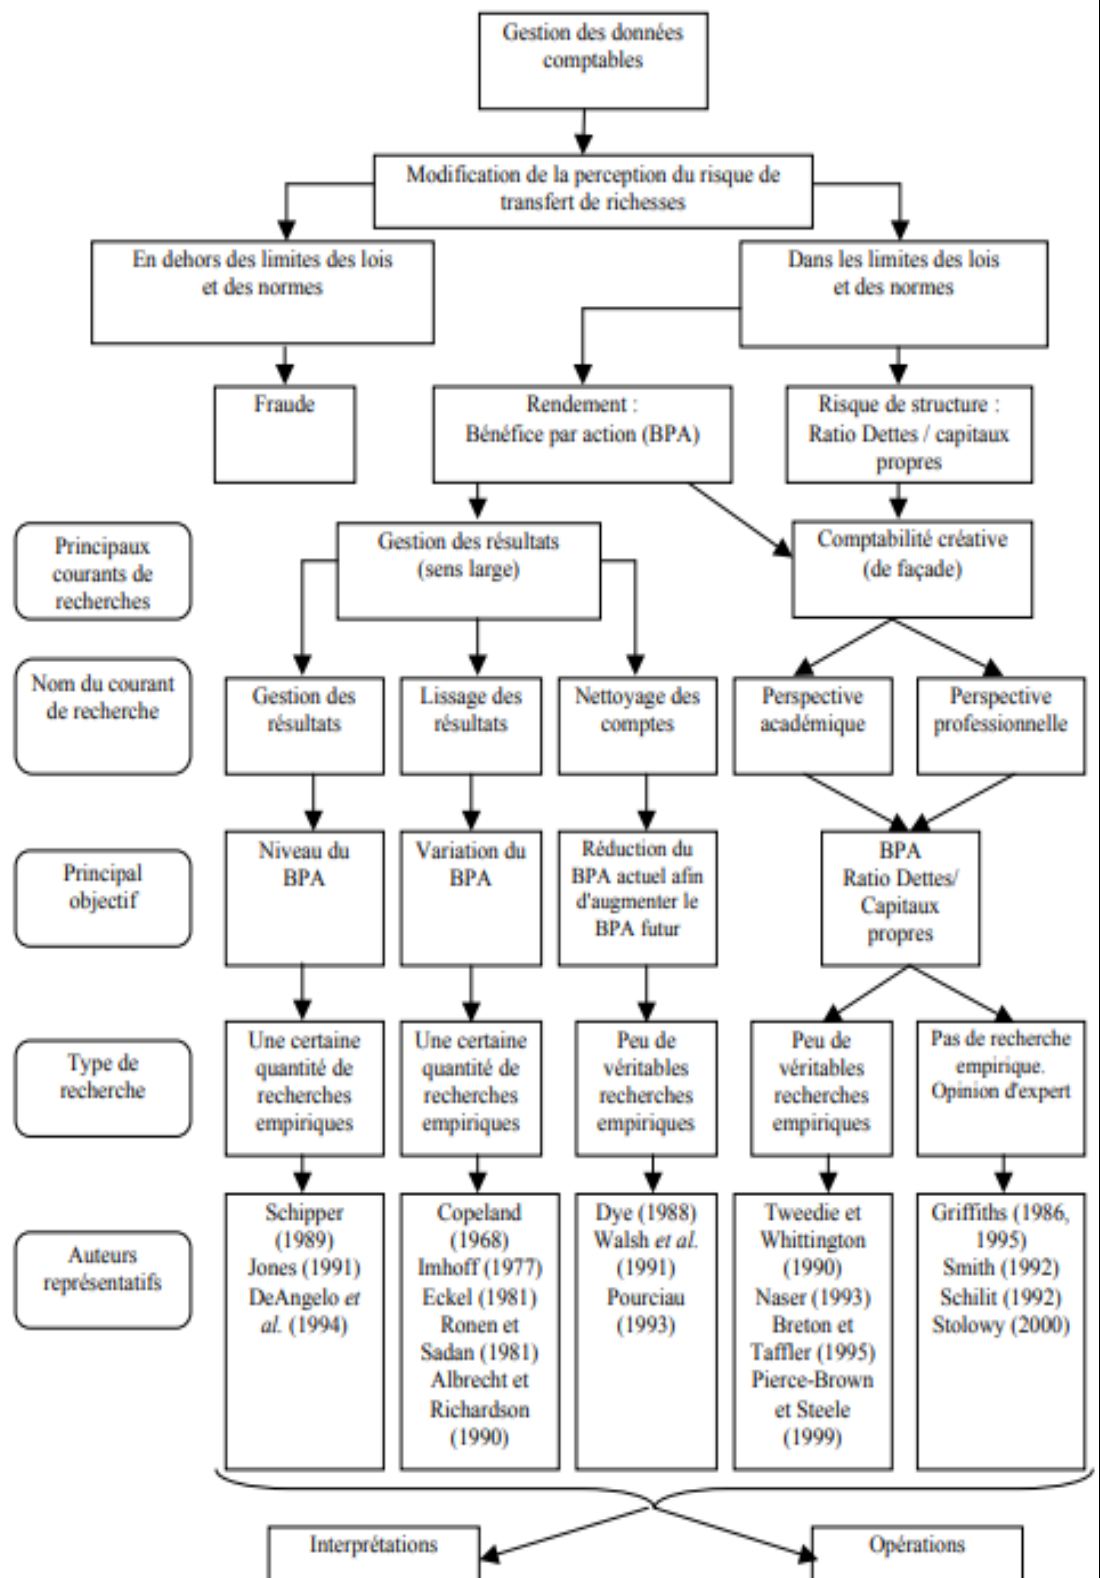 Gestion des données
comptables
Modification de la perception du risque de
transfert de richesses
En dehors des limites des lois
et des normes
Dans les limites des lois
et des normes
Fraude
Rendement :
Bénéfice par action (BPA)
Risque de structure :
Ratio Dettes / capitaux
propres
Principaux
courants de
recherches
Gestion des résultats
(sens large)
Comptabilité créative
(de façade)
Nom du courant
de recherche
Gestion des
résultats
Lissage des
résultats
Nettoyage des
comptes
Perspective
académique
Perspective
professionnelle
Principal
objectif
Niveau du
BPA
Variation du
BPA
Réduction du
BPA actuel afin
d'augmenter le
BPA futur
BPA
Ratio Dettes/
Capitaux
propres
Type de
recherche
Une certaine
quantité de
recherches
empiriques
Une certaine
quantité de
recherches
empiriques
Peu de
véritables
recherches
empiriques
Peu de
véritables
recherches
empiriques
Pas de recherche
empirique.
Opinion d'expert
Auteurs
représentatifs
Schipper
(1989)
Jones (1991)
DeAngelo et
al. (1994)
Copeland
(1968)
Imhoff (1977)
Eckel (1981)
Ronen et
Sadan (1981)
Albrecht et
Richardson
(1990)
Dye (1988)
Walsh et al.
(1991)
Pourciau
(1993)
Tweedie et
Whittington
(1990)
Naser (1993)
Breton et
Taffler (1995)
Pierce-Brown
et Steele
(1999)
Griffiths (1986,
1995)
Smith (1992)
Schilit (1992)
Stolowy (2000)
Interprétations
Opérations